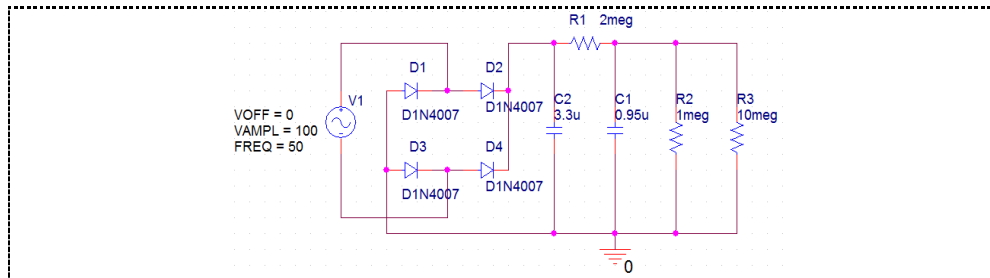 R1 2meg
D1
D2
V1
D1N4007
D1N4007
C2
3.3u
C1
0.95u
R2
1meg
R3
10meg
VOFF = 0
VAMPL = 100
FREQ = 50
D3
D4
D1N4007
D1N4007
0